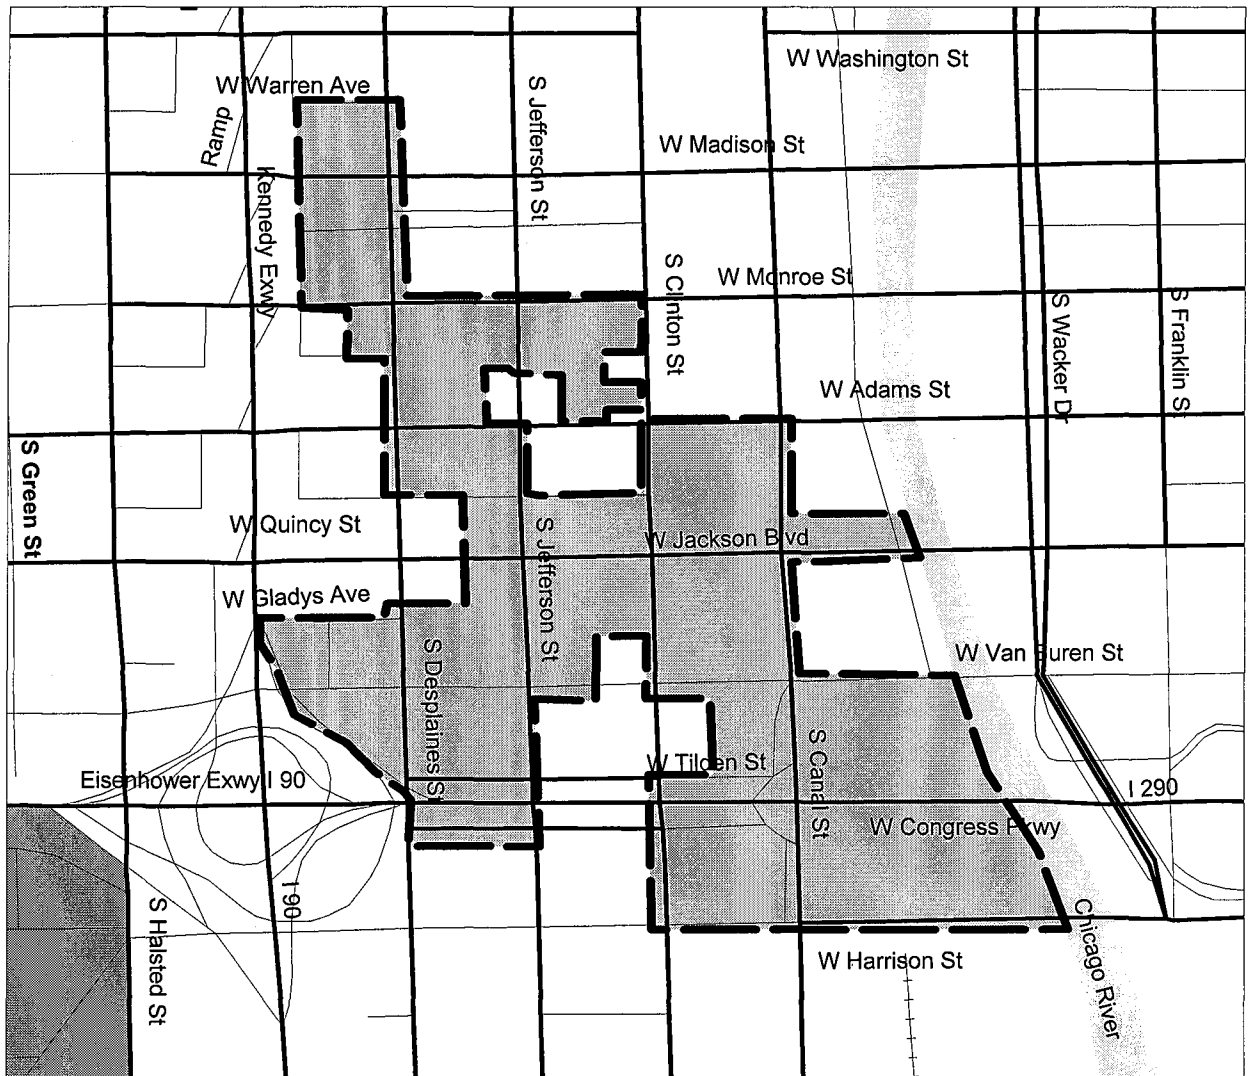 W Washington St
W Warren Ave
Ramp
S Jefferson St
W Madison St
Kennedy Exwy
S Clinton St
W Monroe St
S Wacker Dr
S Franklin St
W Adams St
S Green St
W Quincy St
S Jefferson St
W Jackson Blvd
W Gladys Ave
S Desplaines St
W Van Buren St
S Canal St
W Tilden St
Eisenhower Exwy I 90
I 290
W Congress Pkwy
I 90
S Halsted St
Chicago River
W Harrison St